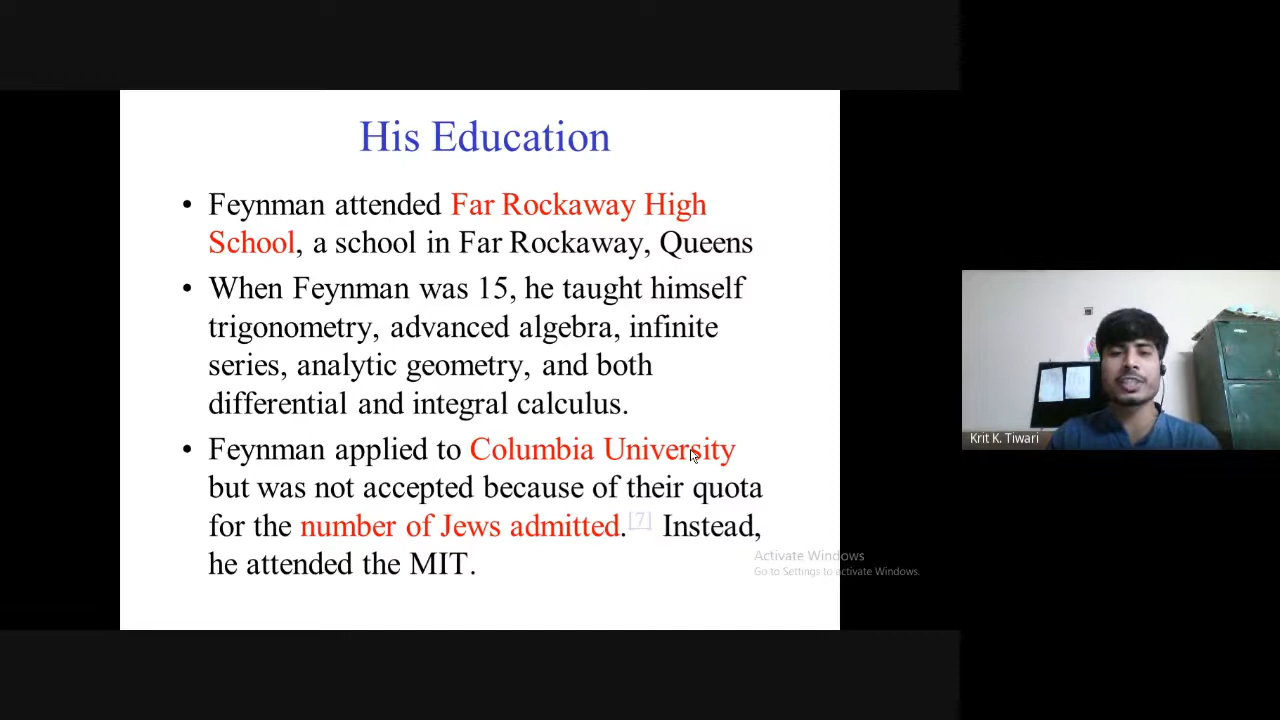 His Education
• Feynman attended Far Rockaway High
School, a school in Far Rockaway, Queens
• When Feynman was 15, he taught himself
trigonometry, advanced algebra, infinite
series, analytic geometry, and both
differential and integral calculus.
• Feynman applied to Columbia University
but was not accepted because of their quota
for the number of Jews admitted.[7] Instead,
he attended the MIT.
Activate Windows
Go to Settings to activate Windows.
Krit K. Tiwari